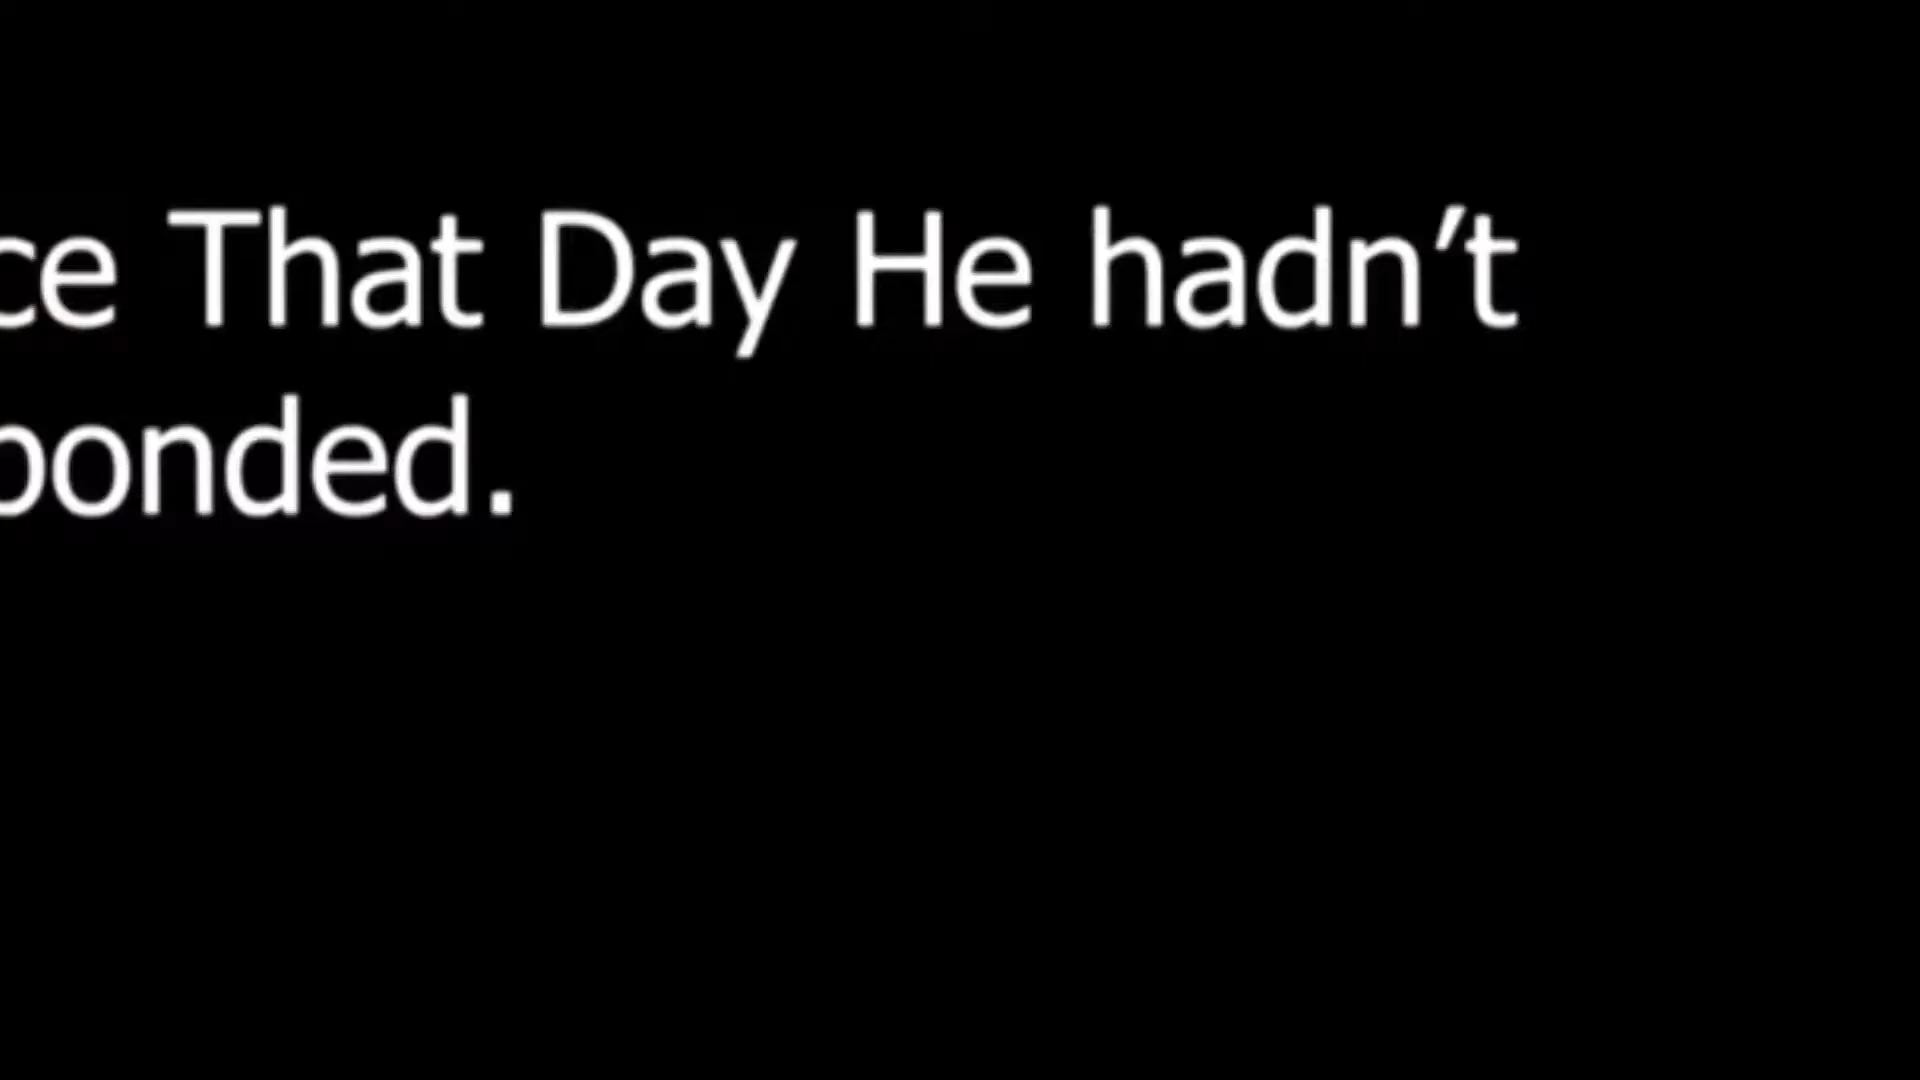 ce That Day He hadn’t
ponded.